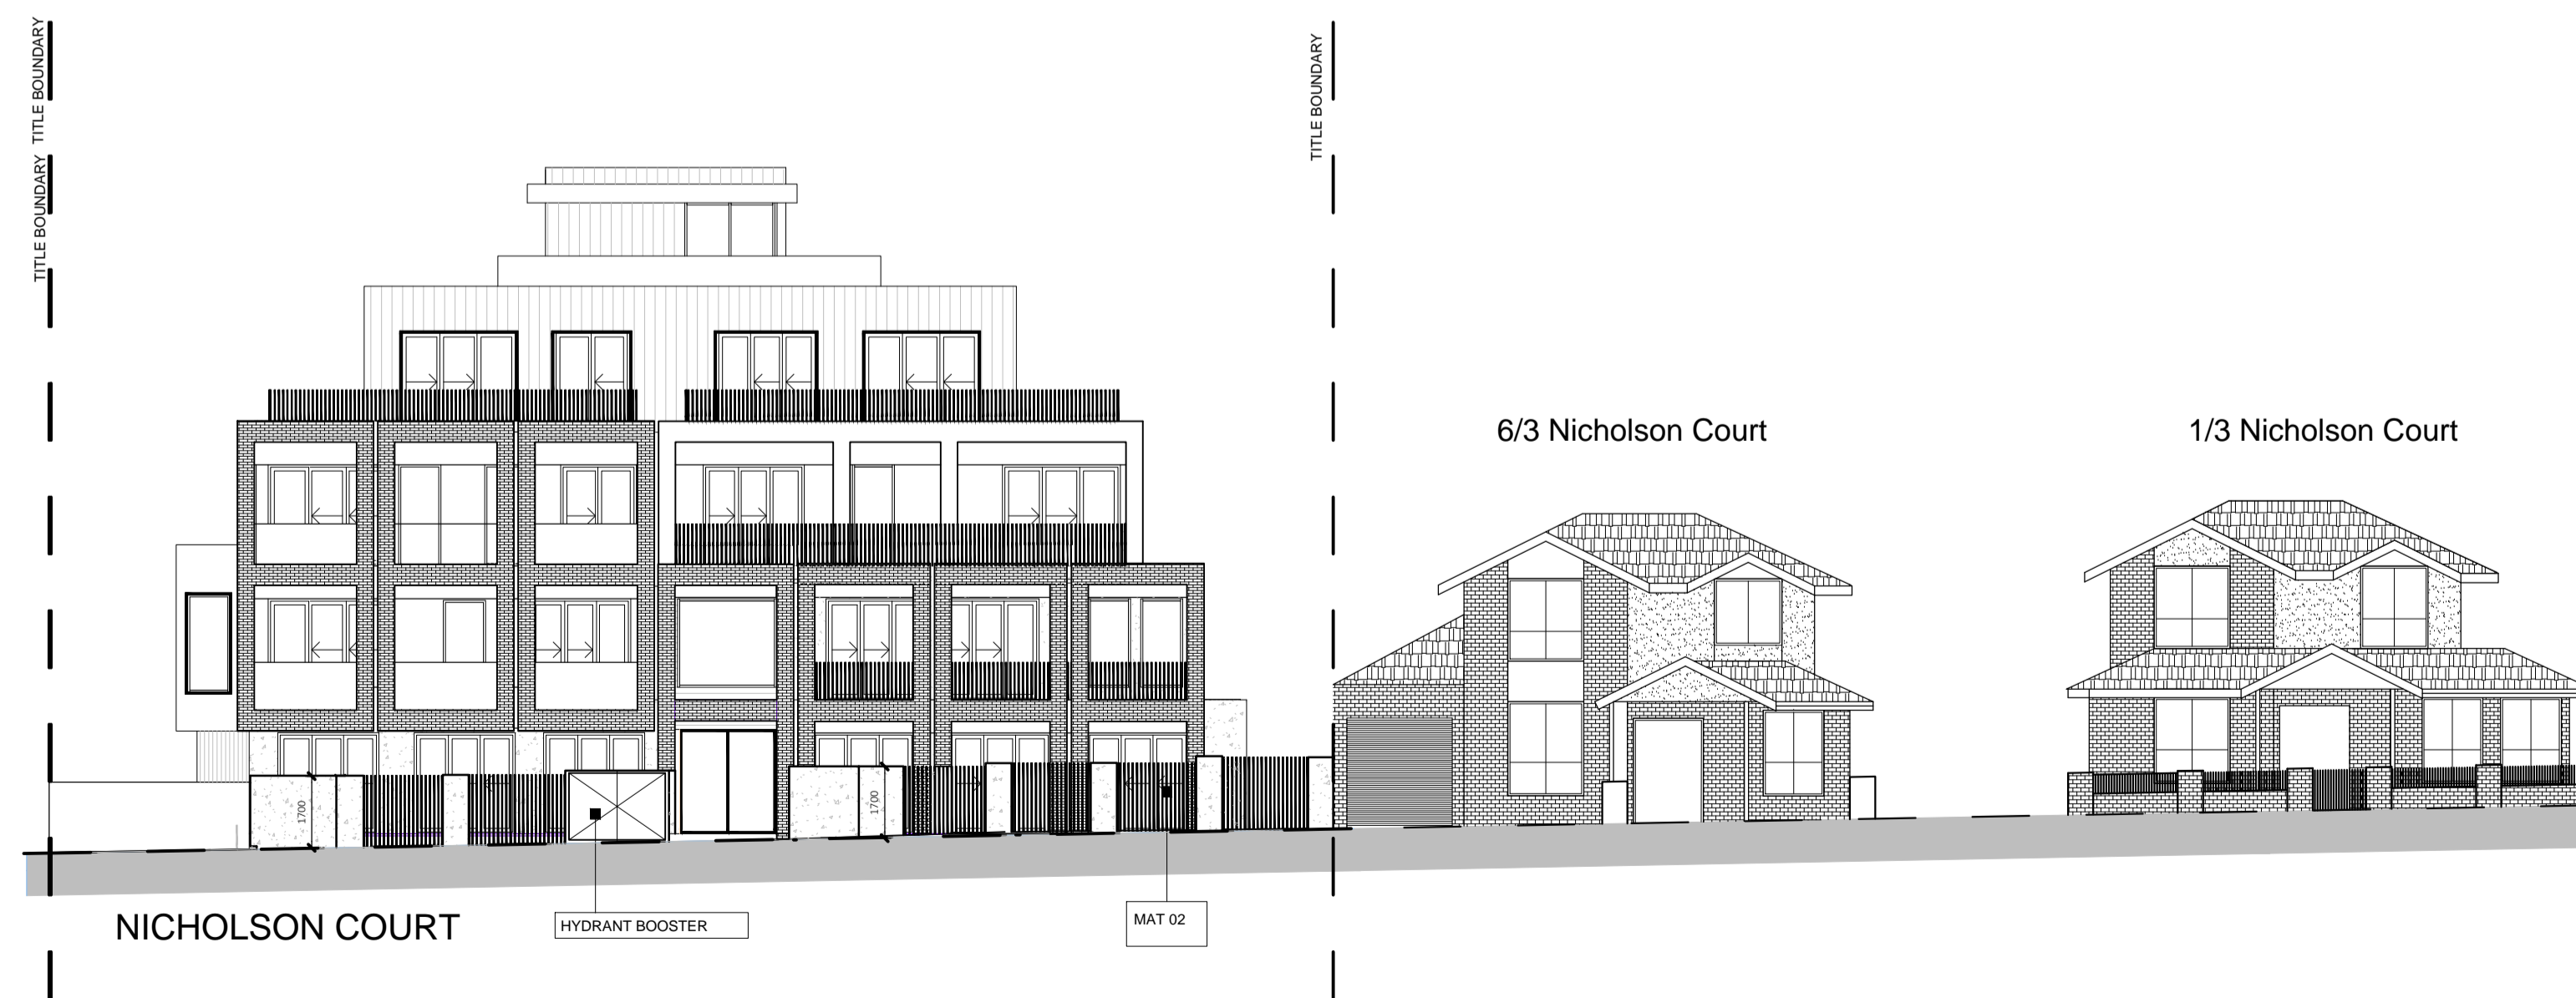 TITLE BOUNDARY
TITLE BOUNDARY
TITLE BOUNDARY
6/3 Nicholson Court
1/3 Nicholson Court
1700
1700
NICHOLSON COURT
HYDRANT BOOSTER
MAT 02